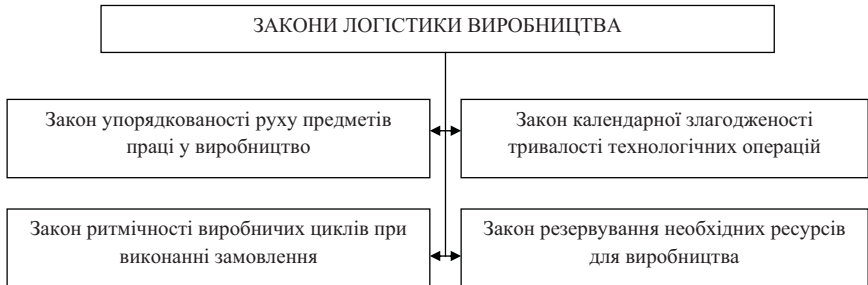 ЗАКОНИ ЛОГІСТИКИ ВИРОБНИЦТВА
Закон упорядкованості руху предметів
праці у виробництво
Закон календарної злагодженості
тривалості технологічних операцій
Закон ритмічності виробничих циклів при
виконанні замовлення
Закон резервування необхідних ресурсів
для виробництва